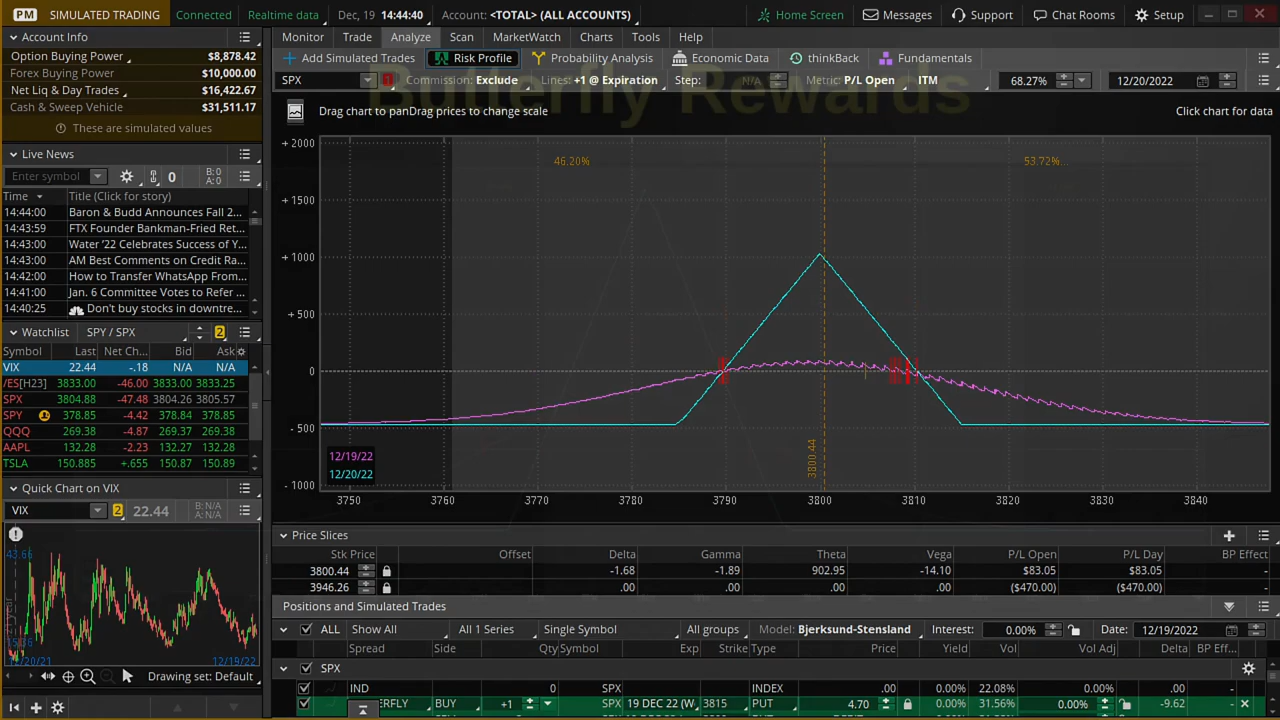 PM SIMULATED TRADING Connected Realtime data Dec, 19 14:44:40 Account: <TOTAL> (ALL ACCOUNTS) Home Screen Messages Support Chat Rooms Setup
Account Info
Option Buying Power $8,878.42
Forex Buying Power $10,000.00
Net Liq & Day Trades $16,422.67
Cash & Sweep Vehicle $31,511.17
These are simulated values
Live News
Enter symbol 0 B: 0 A: 0
Time Title (Click for story)
14:44:00 Baron & Budd Announces Fall 2...
14:43:59 FTX Founder Bankman-Fried Ret...
14:43:00 Water '22 Celebrates Success of Y...
14:43:00 AM Best Comments on Credit Ra...
14:42:00 How to Transfer WhatsApp From...
14:41:00 Jan. 6 Committee Votes to Refer ...
14:40:25 Don't buy stocks in downtre...
Watchlist SPY / SPX 2
Symbol Last Net Ch... Bid Ask
VIX 22.44 -.18 N/A N/A
/ES[H23] 3833.00 -46.00 3833.00 3833.25
SPX 3804.88 -47.48 3804.26 3805.57
SPY 378.85 -4.42 378.84 378.85
QQQ 269.38 -4.87 269.37 269.38
AAPL 132.28 -2.23 132.27 132.28
TSLA 150.885 +.655 150.87 150.89
Quick Chart on VIX
VIX 2 22.44 B: N/A A: N/A
43.66
12/20/21 12/19/22
Drawing set: Default
Monitor Trade Analyze Scan MarketWatch Charts Tools Help
Add Simulated Trades Risk Profile Probability Analysis Economic Data thinkBack Fundamentals
SPX Commission: Exclude Lines: +1 @ Expiration Step: N/A Metric: P/L Open ITM 68.27% 12/20/2022
Butterfly Rewards
Drag chart to panDrag prices to change scale Click chart for data
+2000
46.20% 53.72%...
+1500
+1000
+500
0
-500
-1000
3800.44
12/19/22
12/20/22
3750 3760 3770 3780 3790 3800 3810 3820 3830 3840
Price Slices
Stk Price Offset Delta Gamma Theta Vega P/L Open P/L Day BP Effect
3800.44 -1.68 -1.89 902.95 -14.10 $83.05 $83.05 -
3946.26 .00 .00 .00 .00 ($470.00) ($470.00) -
Positions and Simulated Trades
ALL Show All All 1 Series Single Symbol All groups Model: Bjerksund-Stensland Interest: 0.00% Date: 12/19/2022
Spread Side Qty Symbol Exp Strike Type Price Yield Vol Vol Adj Delta BP Eff...
SPX
IND 0 SPX INDEX .00 0.00% 22.08% 0.00% .00 -
ERFLY BUY +1 SPX 19 DEC 22 (W... 3815 PUT 4.70 0.00% 31.56% 0.00% -9.62